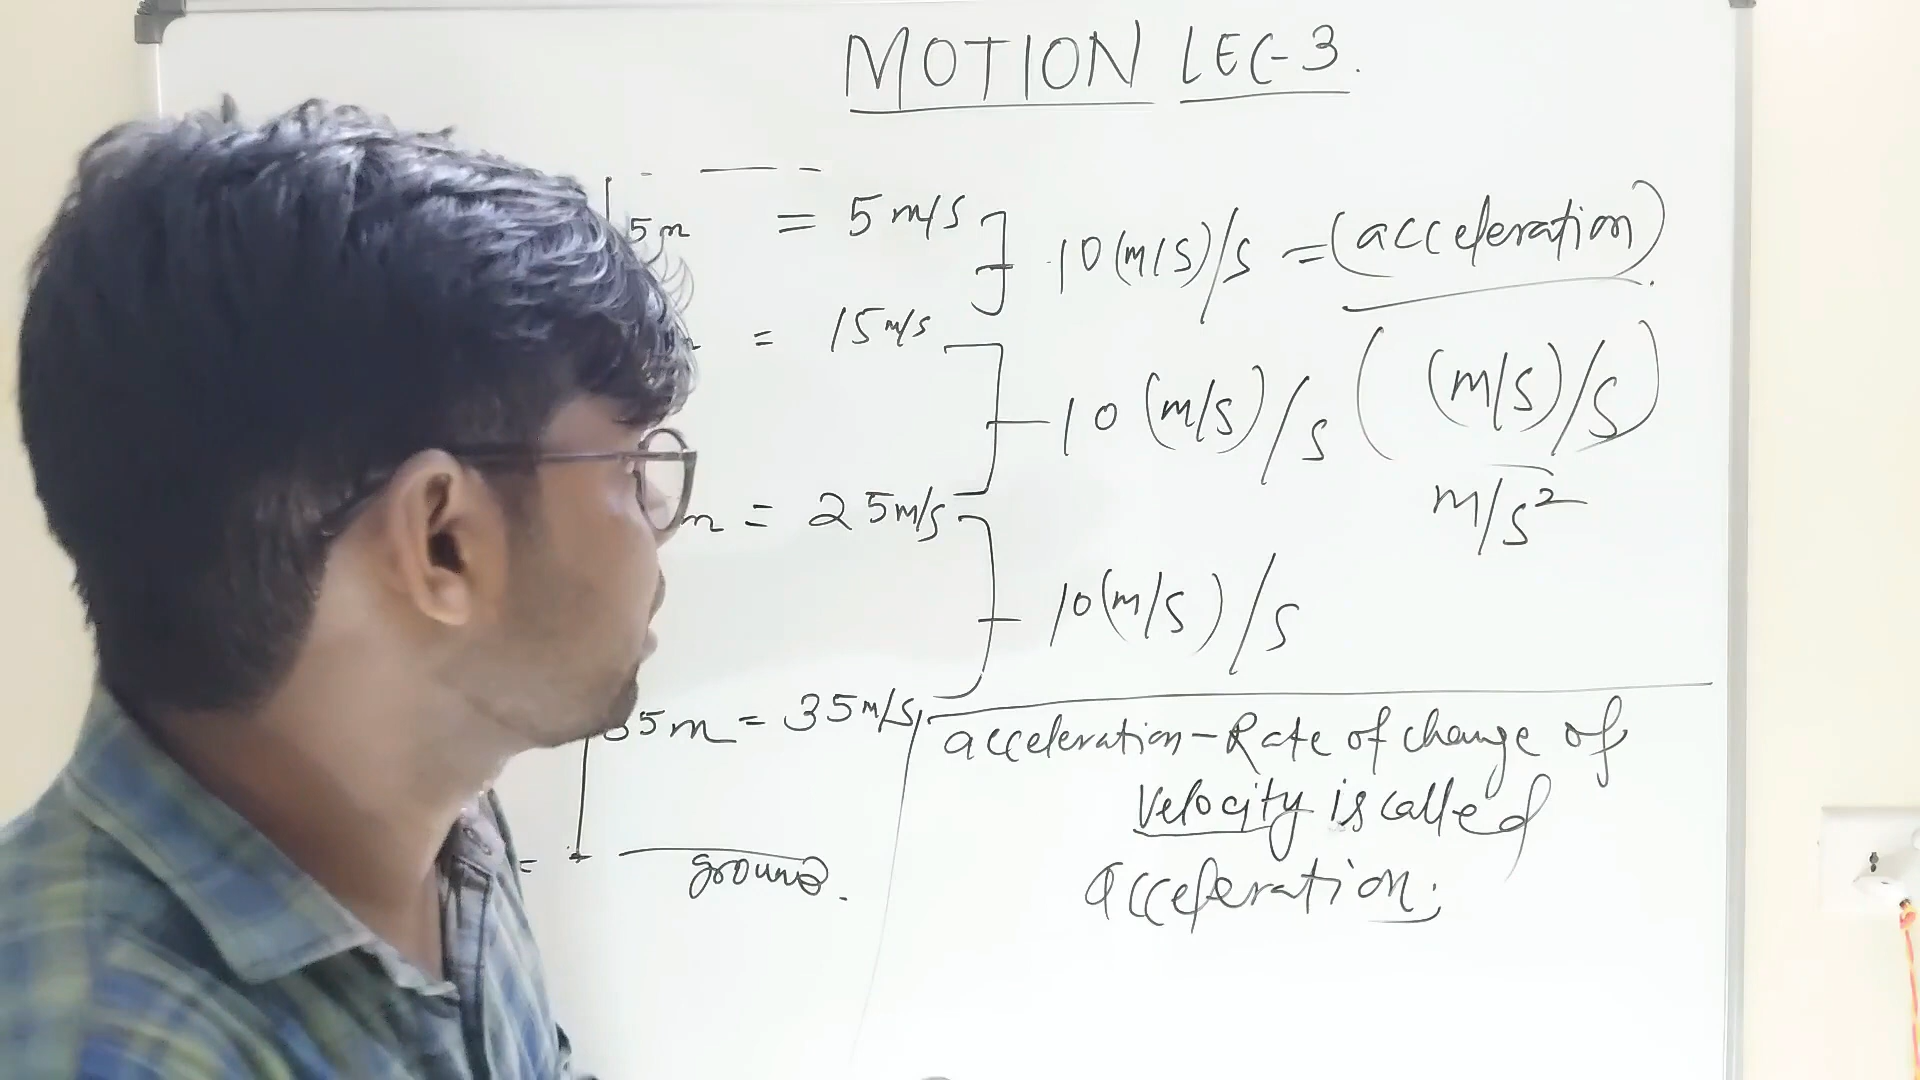 MOTION LEC-3.
5m = 5 m/s
10(m/s)/s = (acceleration).
= 15 m/s
10 (m/s)/s ( (m/s)/s )
m/s²
m = 25 m/s
10(m/s)/s
35m = 35 m/s
acceleration - Rate of change of
Velocity is called
acceleration.
=
ground.